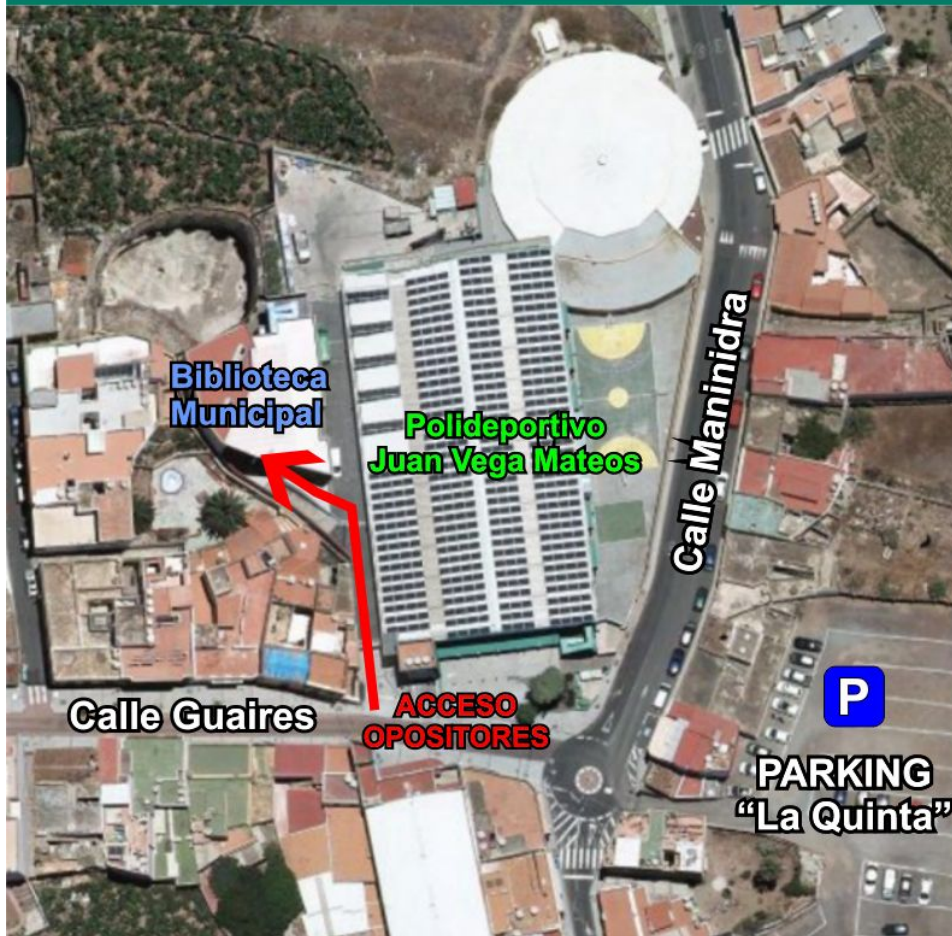 Biblioteca
Municipal
Polideportivo
Juan Vega Mateos
Calle Maninidra
Calle Guaires
ACCESO
OPOSITORES
P
PARKING
“La Quinta”